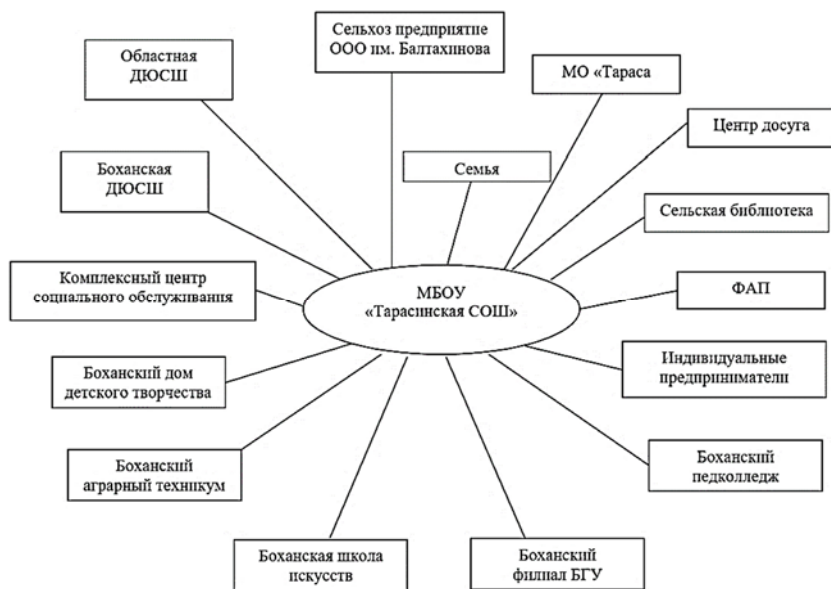 Сельхоз предприятие
ООО им. Балтахинова
Областная
ДЮСШ
МО «Тараса
Центр досуга
Семья
Боханская
ДЮСШ
Сельская библиотека
Комплексный центр
социального обслуживания
МБОУ
«Тарасинская СОШ»
ФАП
Индивидуальные
предприниматели
Боханский дом
детского творчества
Боханский
аграрный техникум
Боханский
педколледж
Боханская школа
искусств
Боханский
филиал БГУ